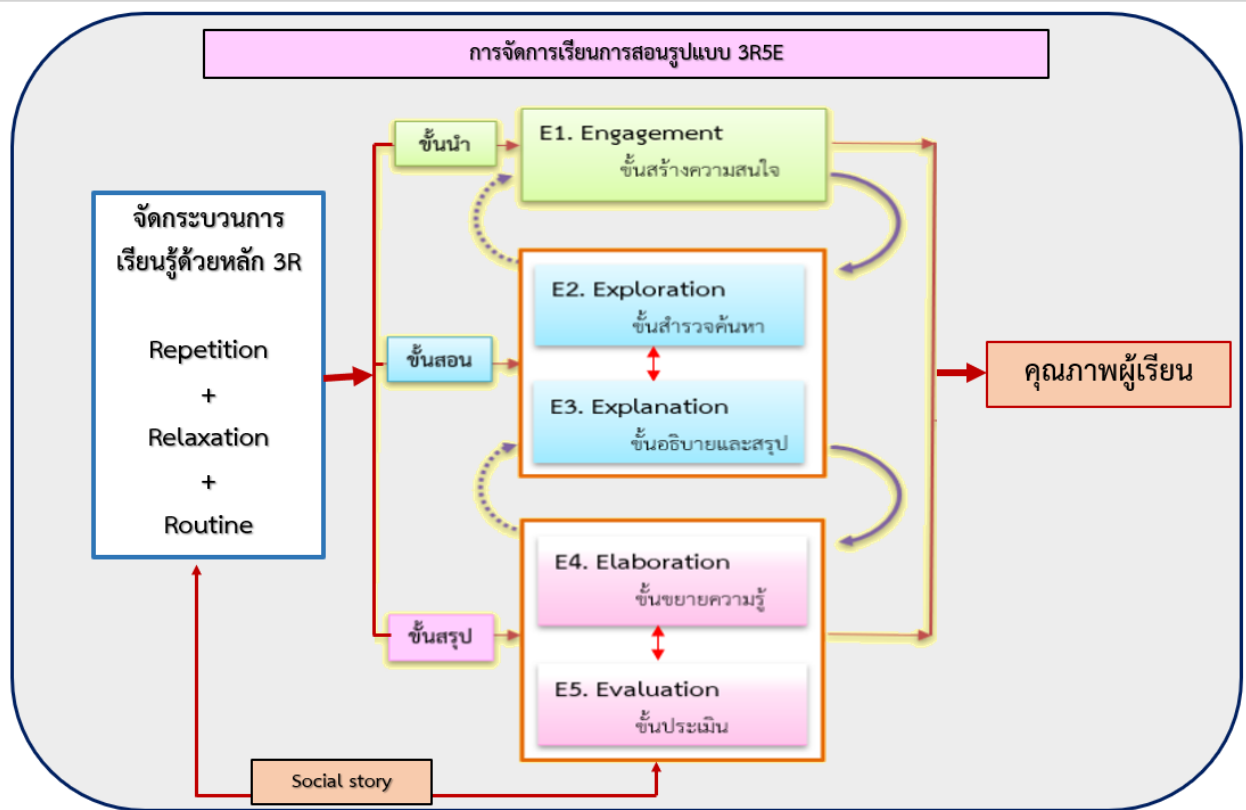 การจัดการเรียนการสอนรูปแบบ 3R5E
จัดกระบวนการ
เรียนรู้ด้วยหลัก 3R
Repetition
+
Relaxation
+
Routine
ขั้นนำ
E1. Engagement
ขั้นสร้างความสนใจ
ขั้นสอน
E2. Exploration
ขั้นสำรวจค้นหา
E3. Explanation
ขั้นอธิบายและสรุป
ขั้นสรุป
E4. Elaboration
ขั้นขยายความรู้
E5. Evaluation
ขั้นประเมิน
คุณภาพผู้เรียน
Social story